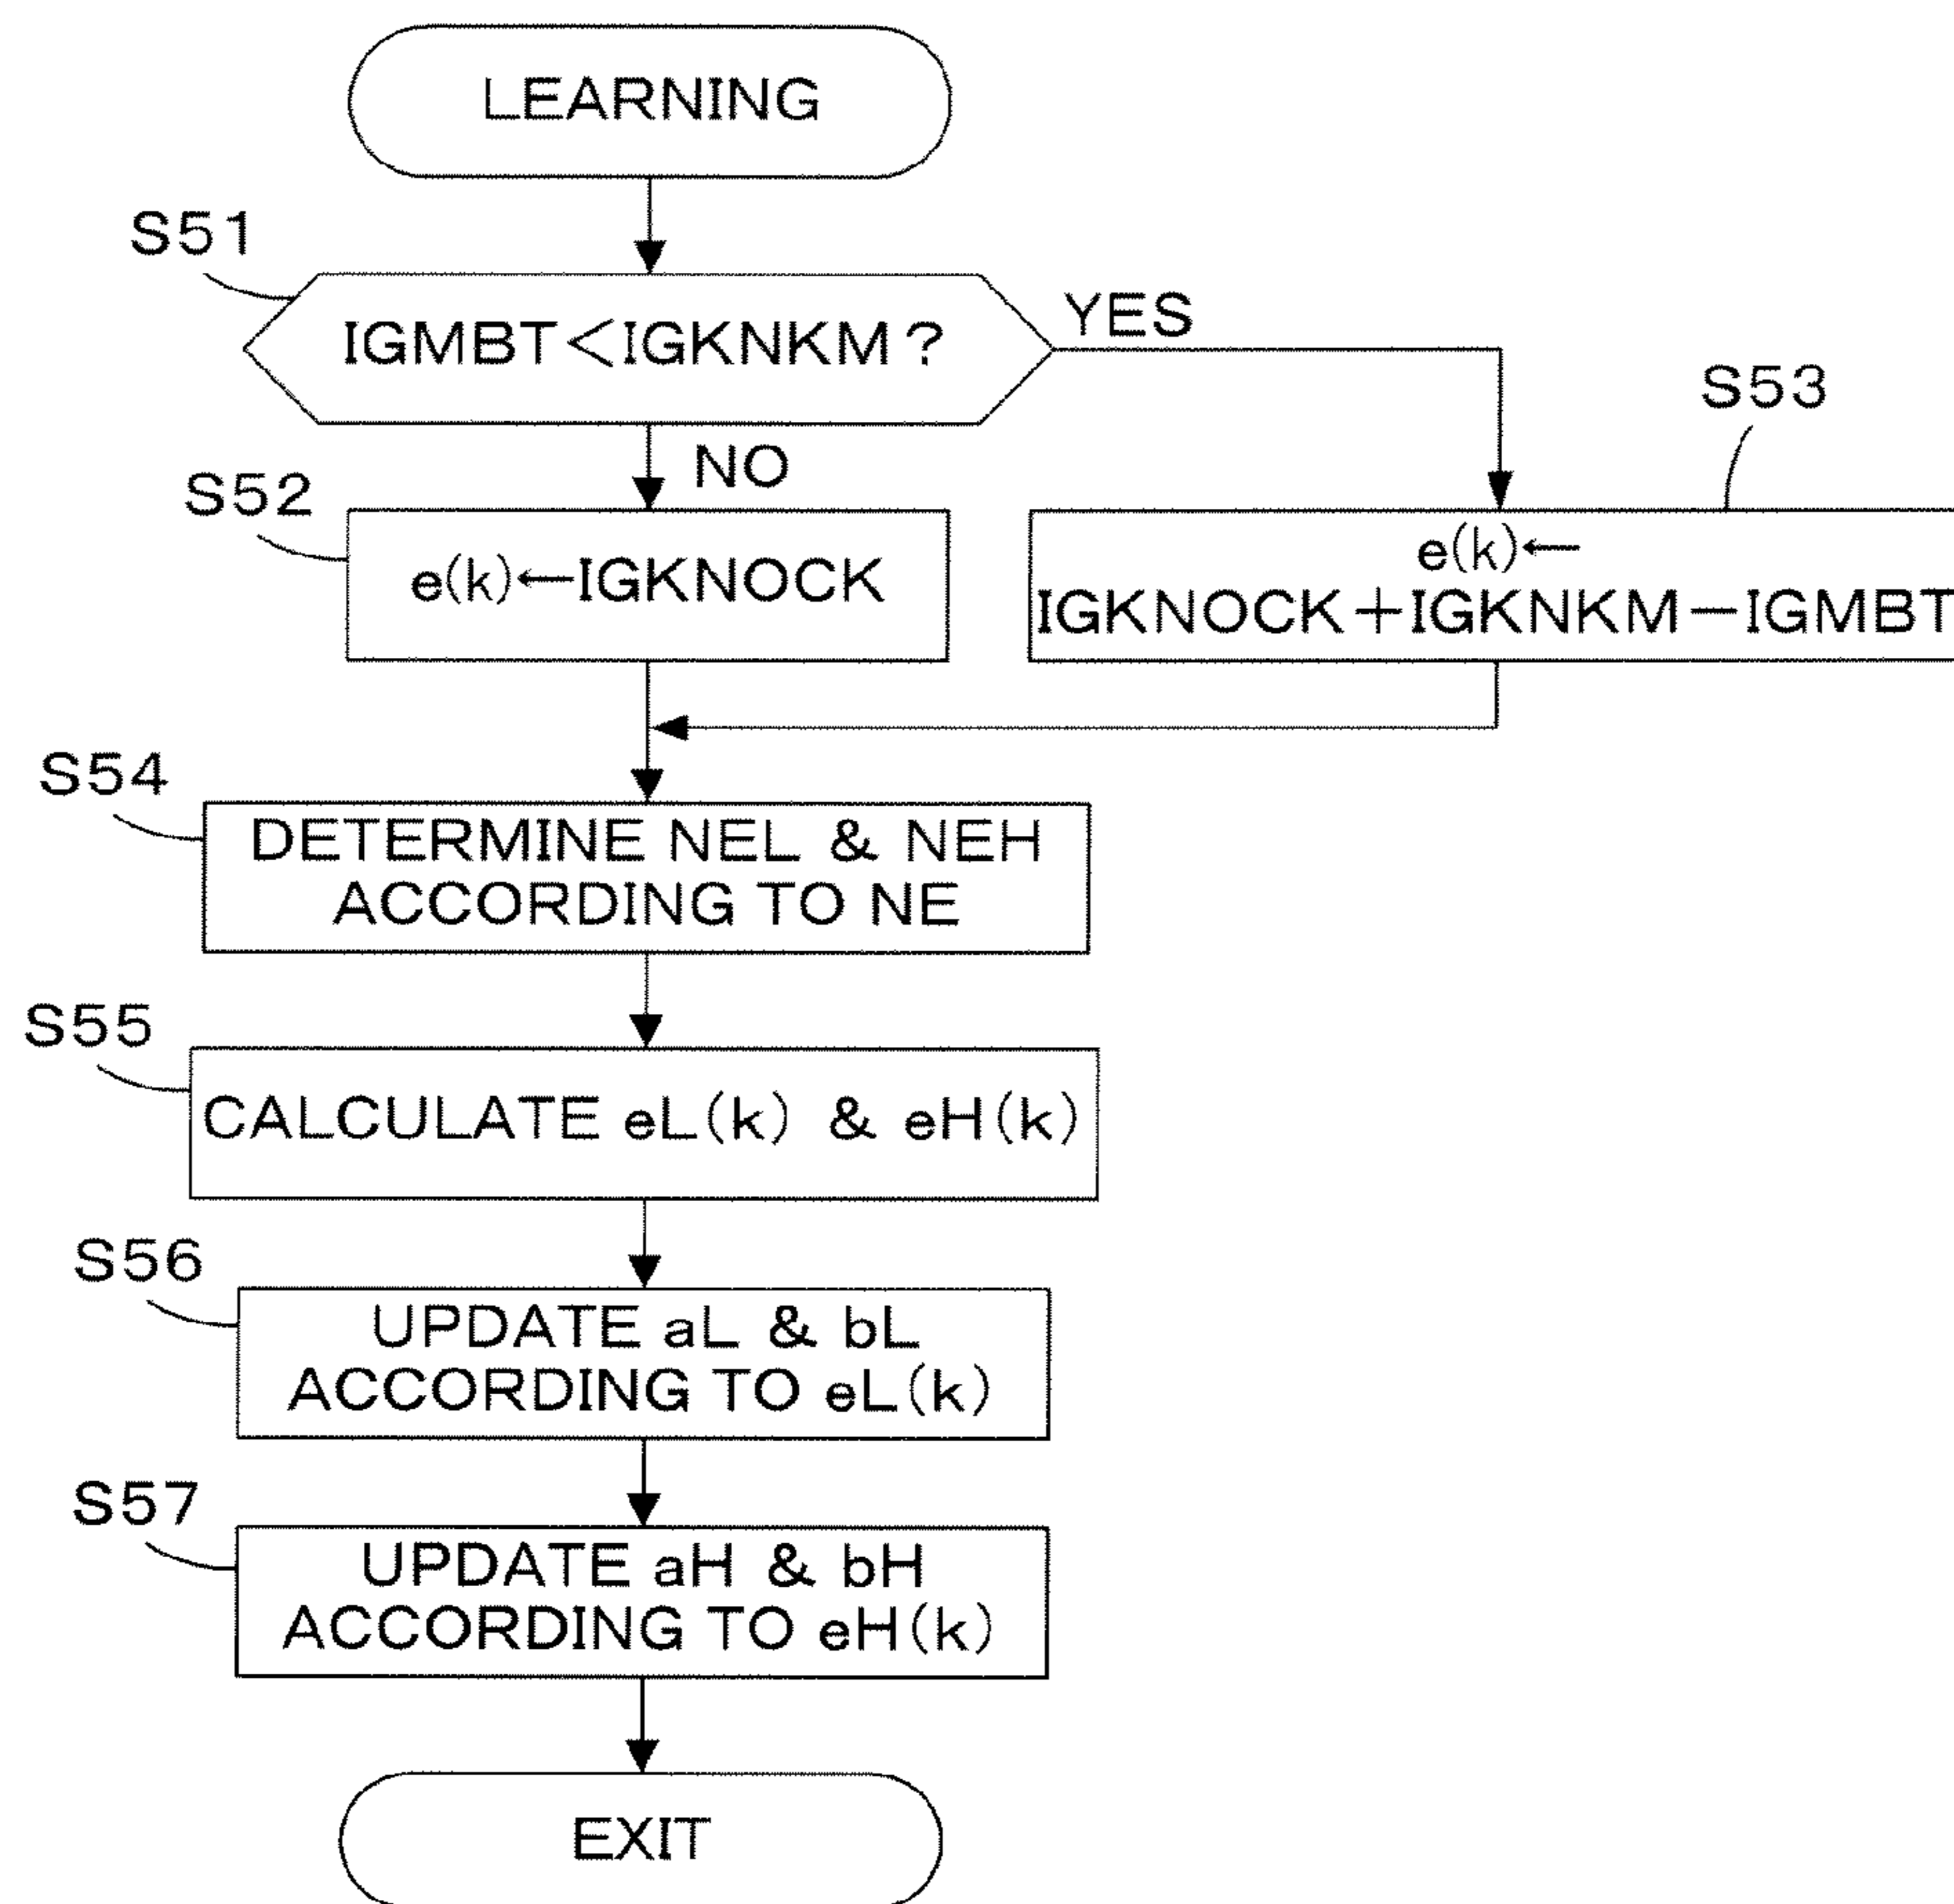 LEARNING
S51
IGMBT<IGKNKM?
YES
NO
S52
e(k)←IGKNOCK
S53
e(k)←
IGKNOCK+IGKNKM−IGMBT
S54
DETERMINE NEL & NEH
ACCORDING TO NE
S55
CALCULATE eL(k) & eH(k)
S56
UPDATE aL & bL
ACCORDING TO eL(k)
S57
UPDATE aH & bH
ACCORDING TO eH(k)
EXIT